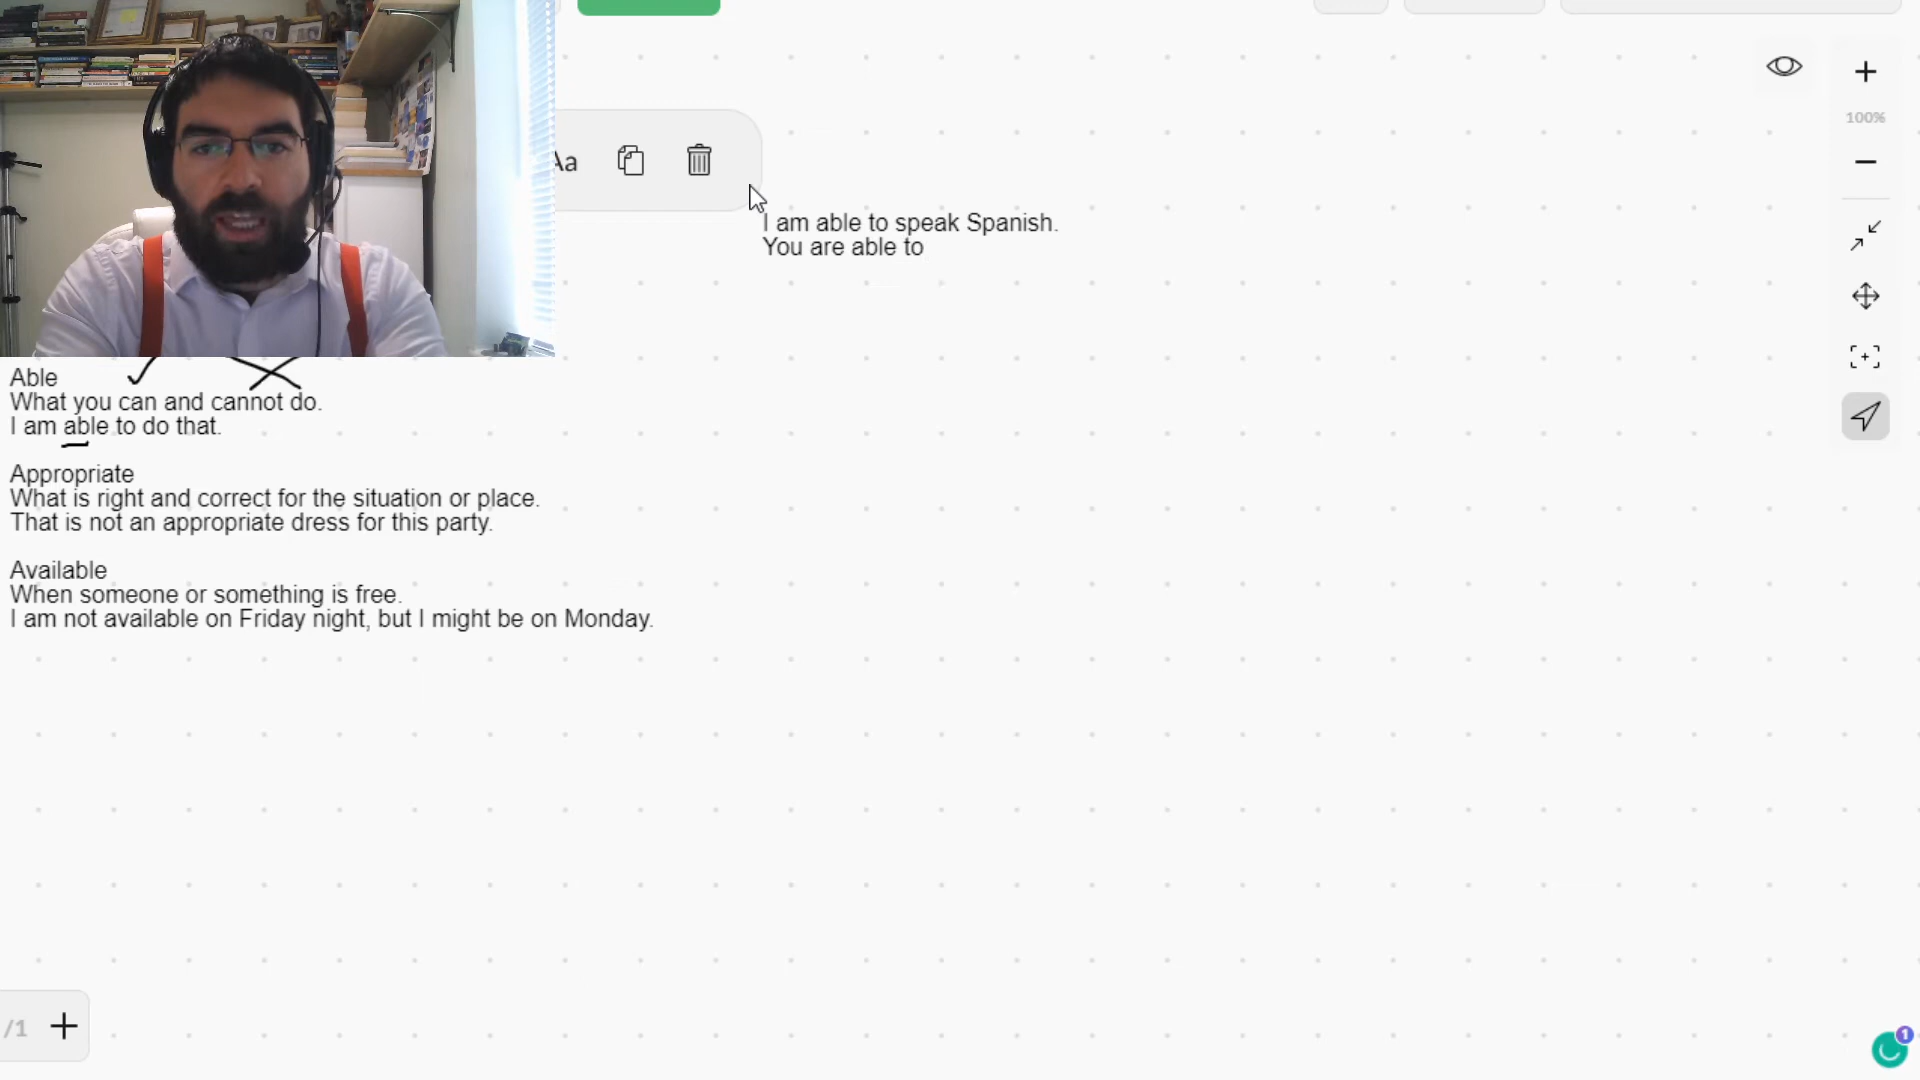 Aa
100%
I am able to speak Spanish.
You are able to
Able
What you can and cannot do.
I am able to do that.
Appropriate
What is right and correct for the situation or place.
That is not an appropriate dress for this party.
Available
When someone or something is free.
I am not available on Friday night, but I might be on Monday.
/1
1